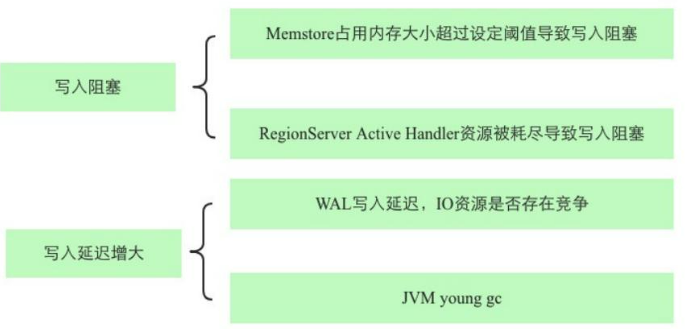 写入阻塞
Memstore占用内存大小超过设定阈值导致写入阻塞
RegionServer Active Handler资源被耗尽导致写入阻塞
写入延迟增大
WAL写入延迟，IO资源是否存在竞争
JVM young gc